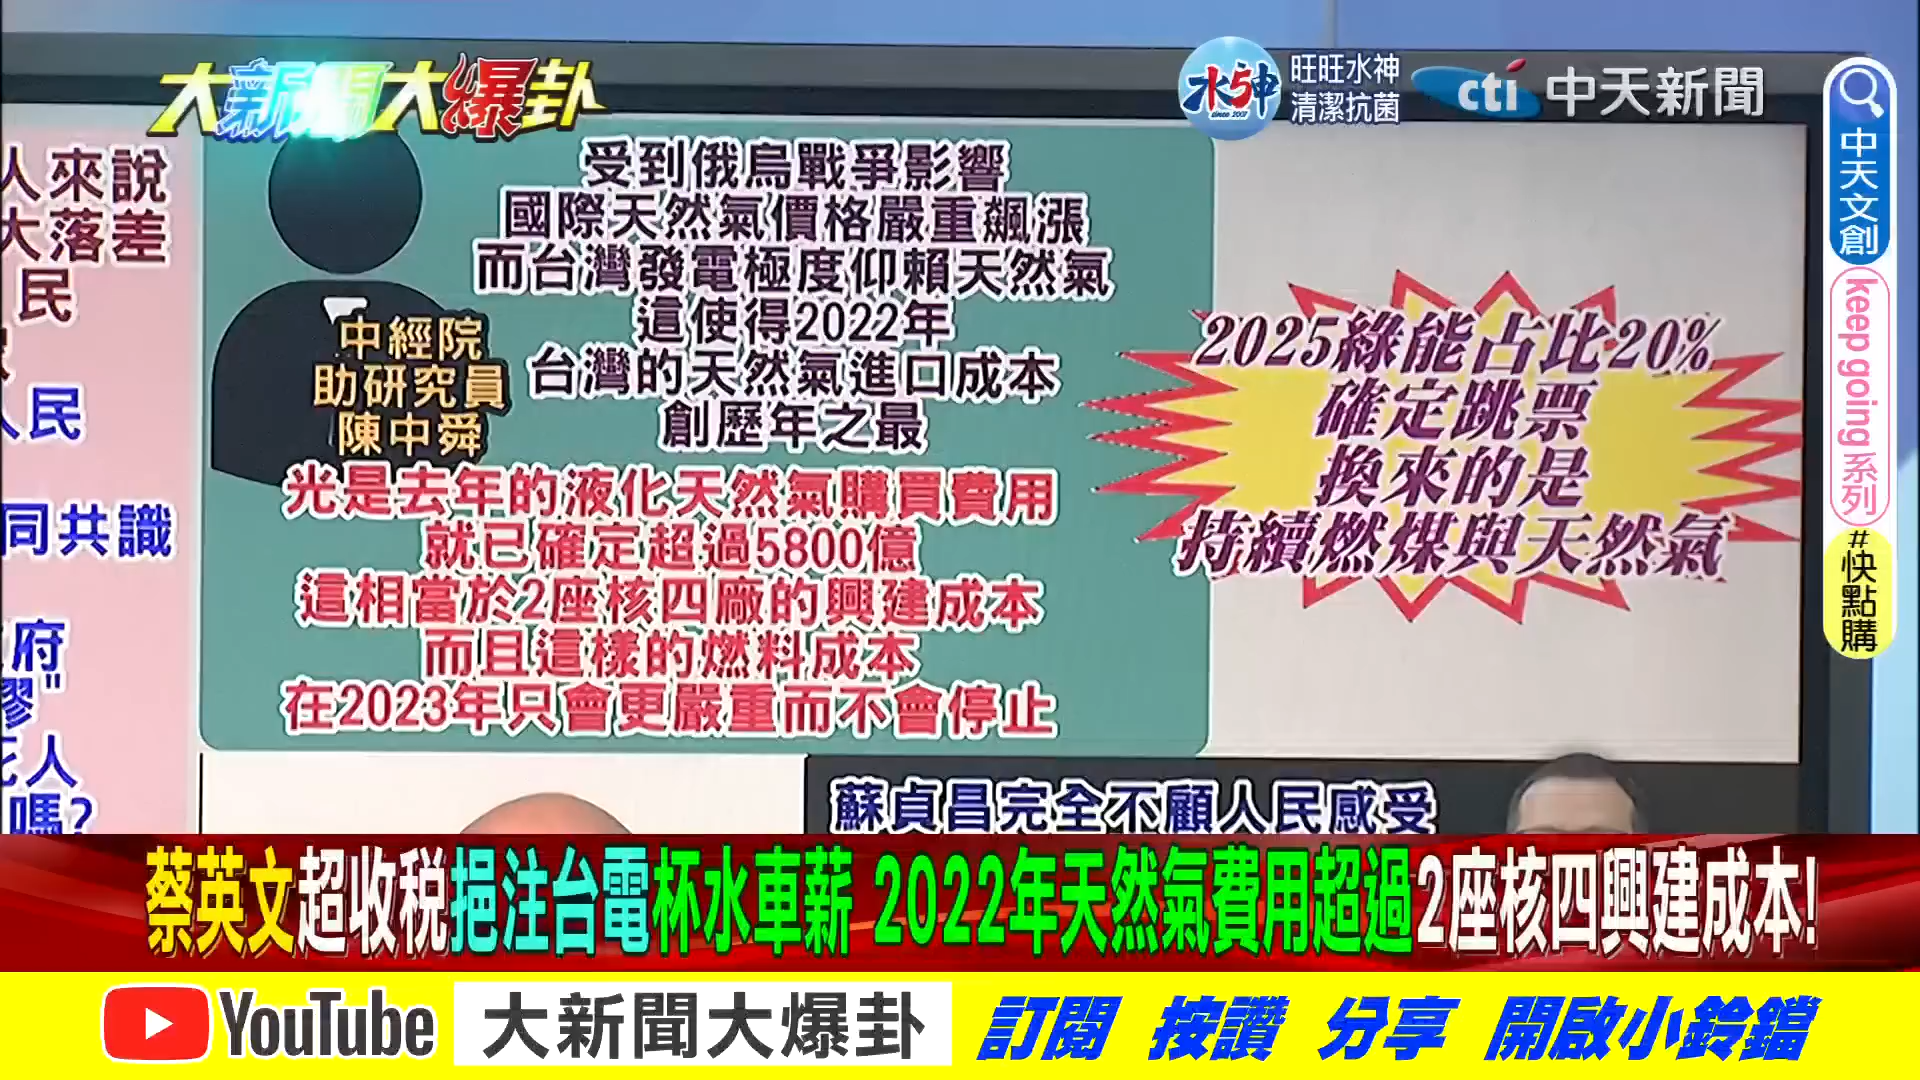 大新聞大爆卦
水神
since 2007
旺旺水神
清潔抗菌
cti 中天新聞
中天文創
keep going 系列
#快點購
人來說
大落差
民
人民
同共識
府
謬"
死人
嗎?
受到俄烏戰爭影響
國際天然氣價格嚴重飆漲
而台灣發電極度仰賴天然氣
這使得2022年
台灣的天然氣進口成本
創歷年之最
中經院
助研究員
陳中舜
光是去年的液化天然氣購買費用
就已確定超過5800億
這相當於2座核四廠的興建成本
而且這樣的燃料成本
在2023年只會更嚴重而不會停止
2025綠能占比20%
確定跳票
換來的是
持續燃煤與天然氣
蘇貞昌完全不顧人民感受
蔡英文超收稅挹注台電杯水車薪 2022年天然氣費用超過2座核四興建成本!
YouTube 大新聞大爆卦 訂閱 按讚 分享 開啟小鈴鐺